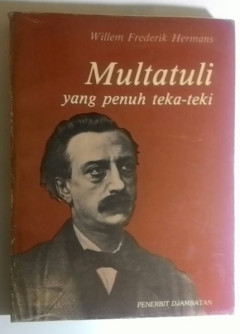 Willem Frederik Hermans
Multatuli
yang penuh teka-teki
PENERBIT DJAMBATAN